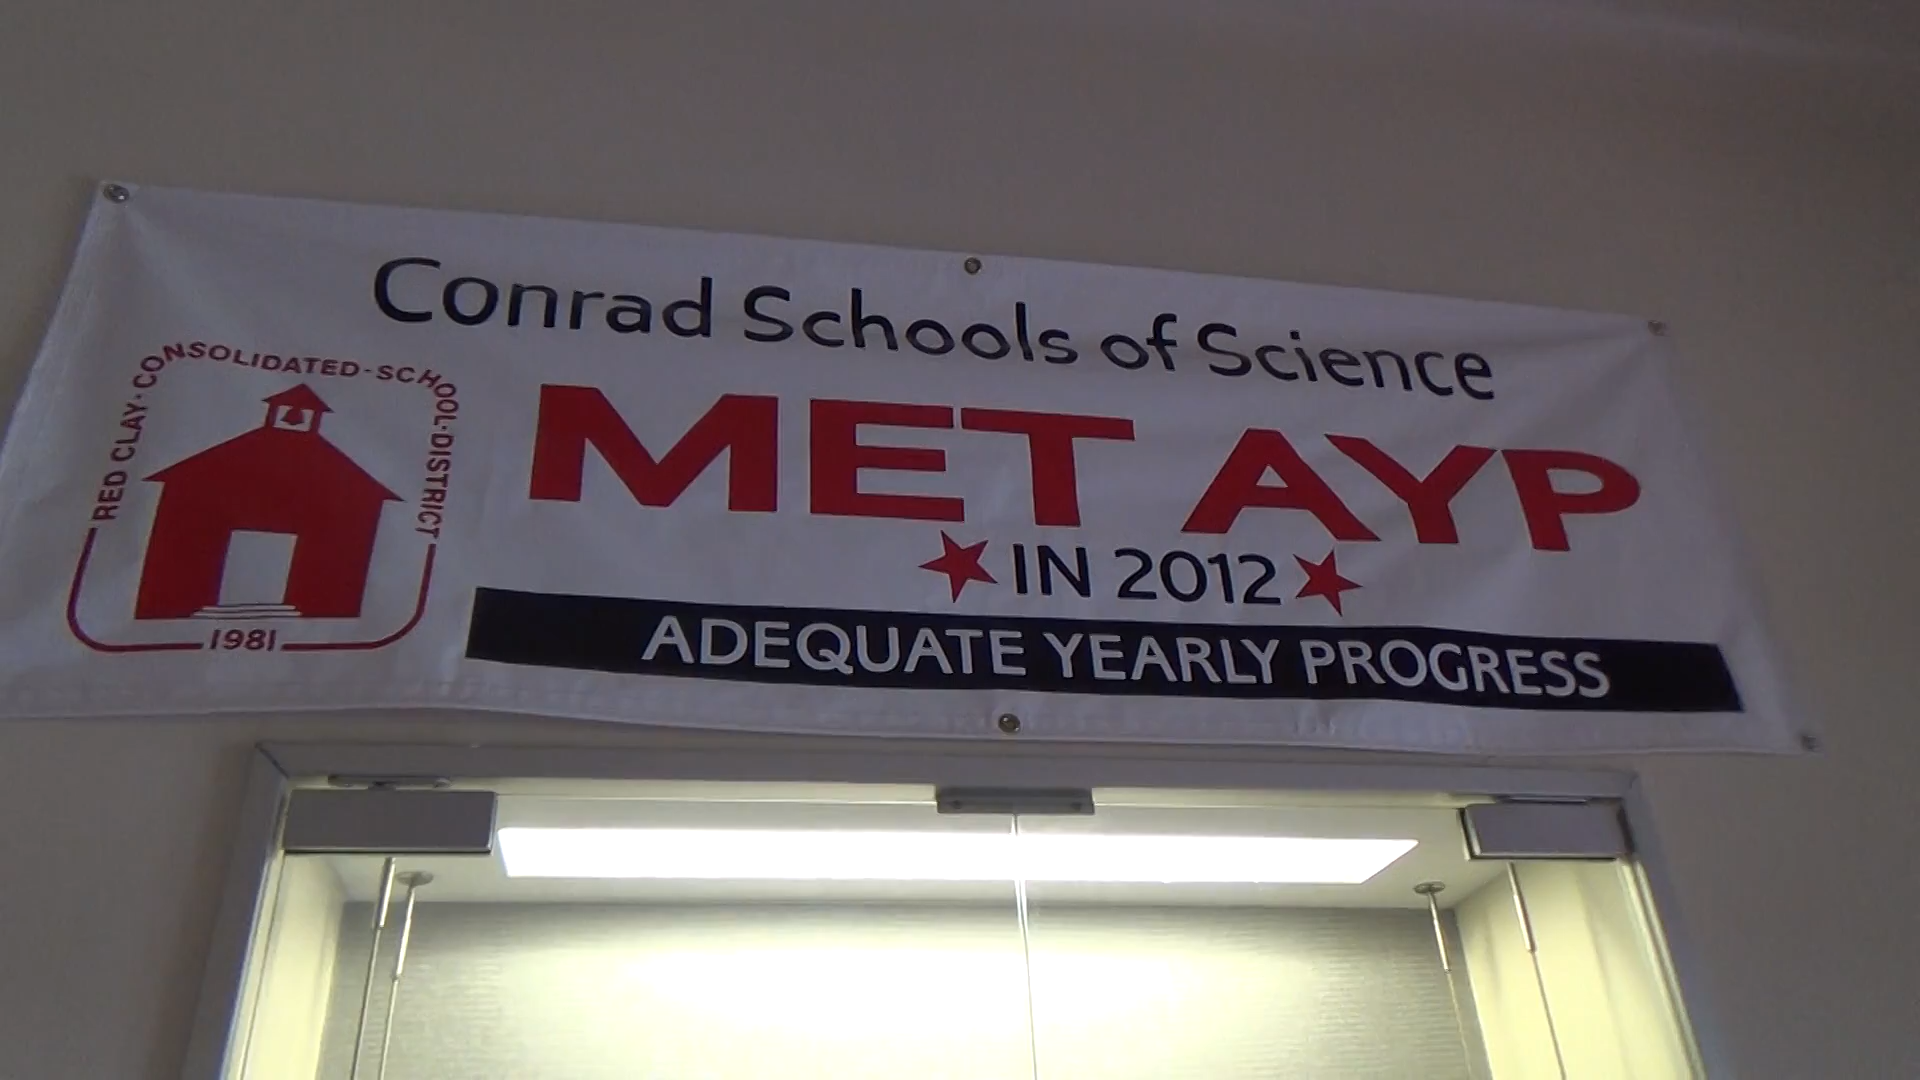 Conrad Schools of Science
RED CLAY-CONSOLIDATED-SCHOOL-DISTRICT
1981
MET AYP
IN 2012
ADEQUATE YEARLY PROGRESS